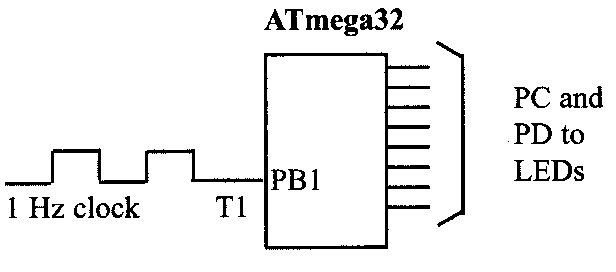 ATmega32
PC and
PD to
LEDs
PB1
1 Hz clock
T1